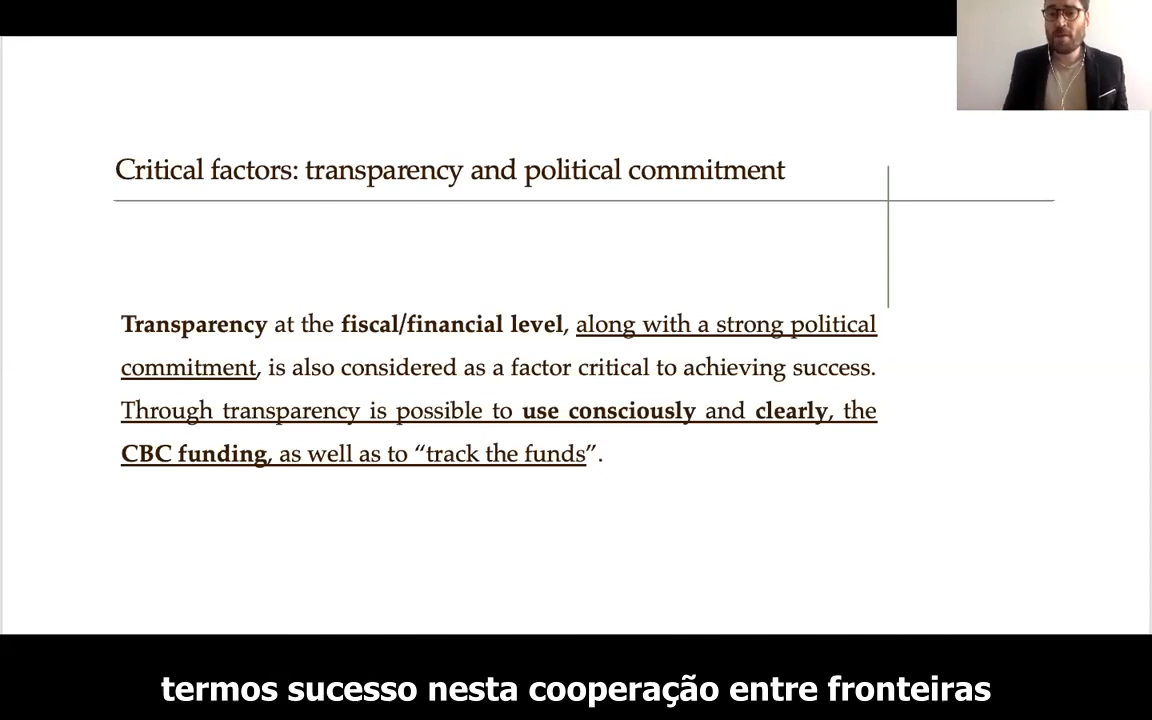 Critical factors: transparency and political commitment
Transparency at the fiscal/financial level, along with a strong political
commitment, is also considered as a factor critical to achieving success.
Through transparency is possible to use consciously and clearly, the
CBC funding, as well as to “track the funds”.
termos sucesso nesta cooperação entre fronteiras